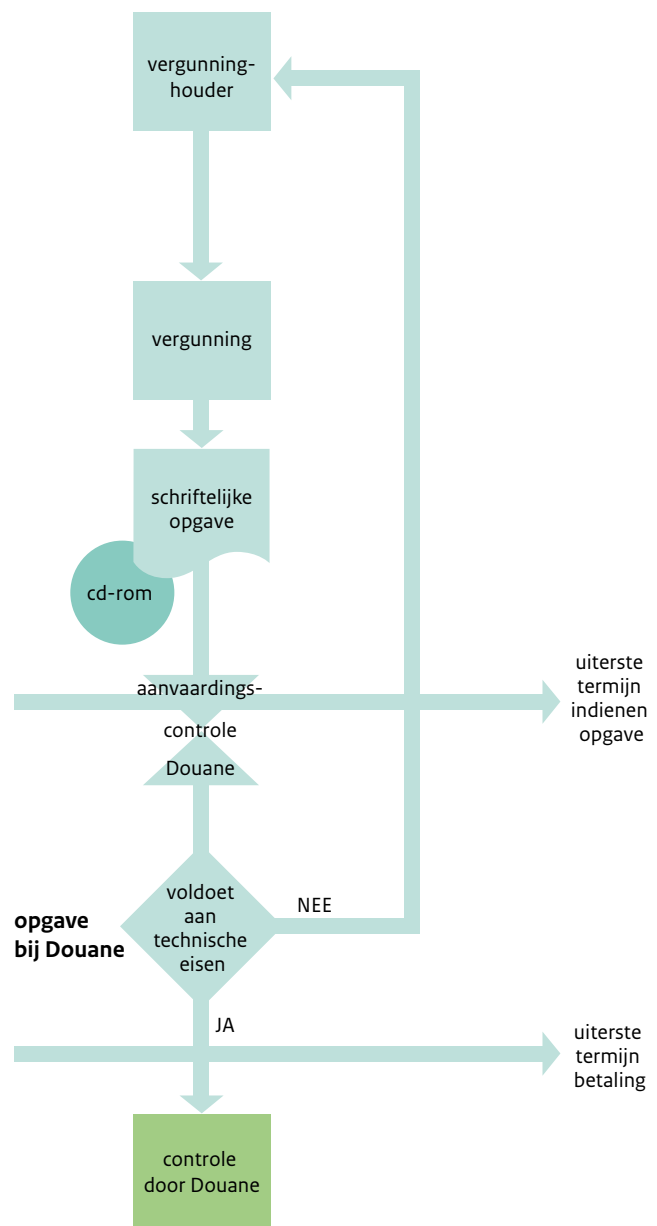 vergunning-
houder
vergunning
schriftelijke
opgave
cd-rom
aanvaardings-
controle
Douane
uiterste
termijn
indienen
opgave
voldoet
aan
technische
eisen
NEE
opgave
bij Douane
JA
uiterste
termijn
betaling
controle
door Douane